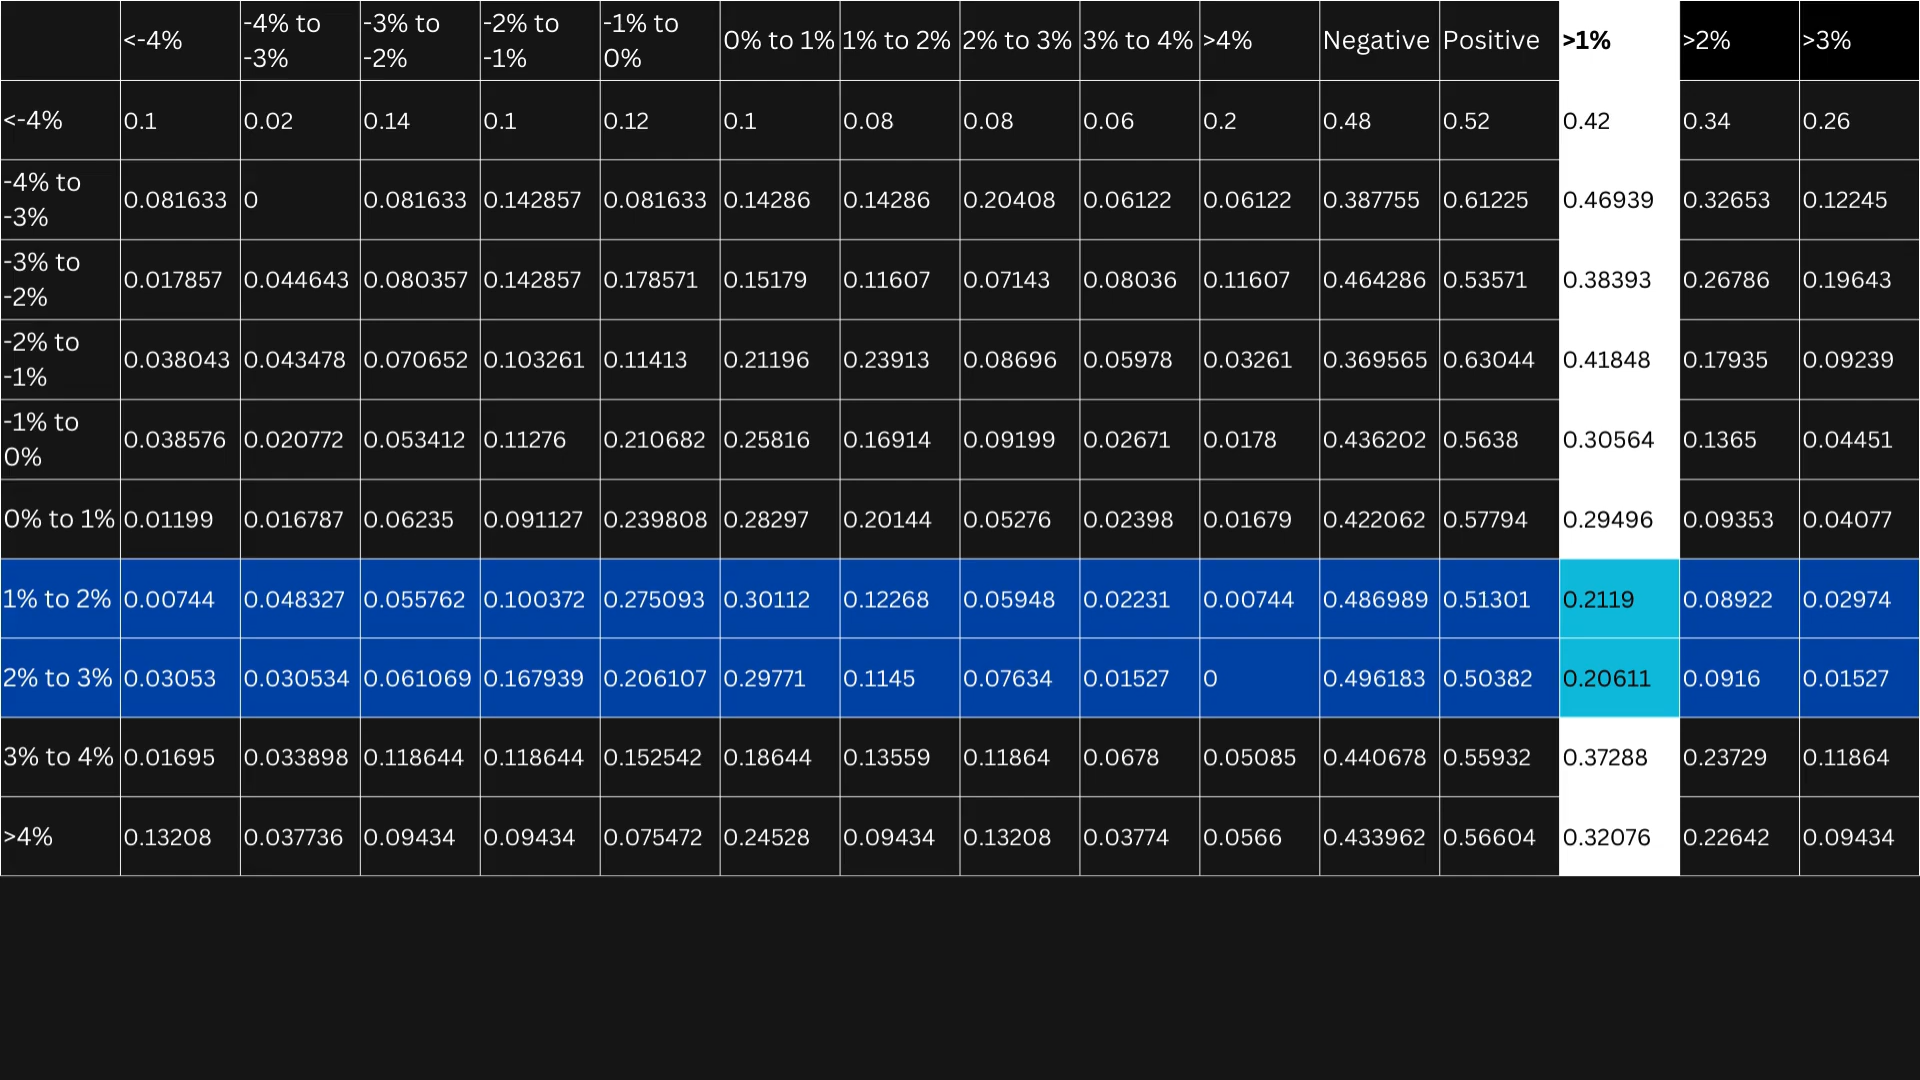 <-4% -4% to -3% -3% to -2% -2% to -1% -1% to 0% 0% to 1% 1% to 2% 2% to 3% 3% to 4% >4% Negative Positive >1% >2% >3%
<-4% 0.1 0.02 0.14 0.1 0.12 0.1 0.08 0.08 0.06 0.2 0.48 0.52 0.42 0.34 0.26
-4% to -3% 0.081633 0 0.081633 0.142857 0.081633 0.14286 0.14286 0.20408 0.06122 0.06122 0.387755 0.61225 0.46939 0.32653 0.12245
-3% to -2% 0.017857 0.044643 0.080357 0.142857 0.178571 0.15179 0.11607 0.07143 0.08036 0.11607 0.464286 0.53571 0.38393 0.26786 0.19643
-2% to -1% 0.038043 0.043478 0.070652 0.103261 0.11413 0.21196 0.23913 0.08696 0.05978 0.03261 0.369565 0.63044 0.41848 0.17935 0.09239
-1% to 0% 0.038576 0.020772 0.053412 0.11276 0.210682 0.25816 0.16914 0.09199 0.02671 0.0178 0.436202 0.5638 0.30564 0.1365 0.04451
0% to 1% 0.01199 0.016787 0.06235 0.091127 0.239808 0.28297 0.20144 0.05276 0.02398 0.01679 0.422062 0.57794 0.29496 0.09353 0.04077
1% to 2% 0.00744 0.048327 0.055762 0.100372 0.275093 0.30112 0.12268 0.05948 0.02231 0.00744 0.486989 0.51301 0.2119 0.08922 0.02974
2% to 3% 0.03053 0.030534 0.061069 0.167939 0.206107 0.29771 0.1145 0.07634 0.01527 0 0.496183 0.50382 0.20611 0.0916 0.01527
3% to 4% 0.01695 0.033898 0.118644 0.118644 0.152542 0.18644 0.13559 0.11864 0.0678 0.05085 0.440678 0.55932 0.37288 0.23729 0.11864
>4% 0.13208 0.037736 0.09434 0.09434 0.075472 0.24528 0.09434 0.13208 0.03774 0.0566 0.433962 0.56604 0.32076 0.22642 0.09434